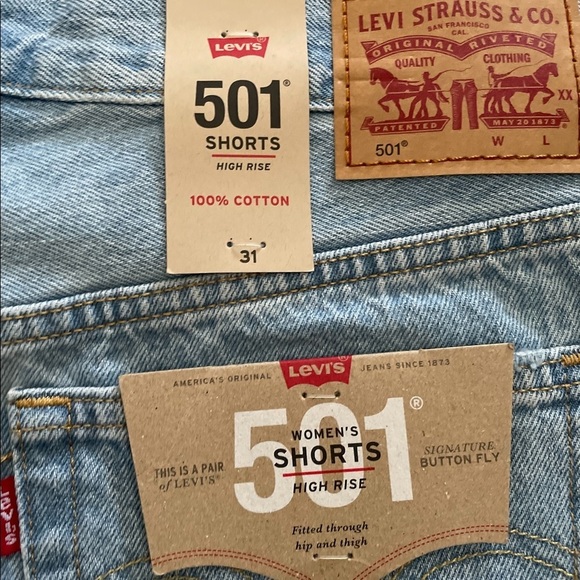 Levi's®
501®
SHORTS
HIGH RISE
100% COTTON
31
LEVI STRAUSS & CO.
SAN FRANCISCO
CAL.
ORIGINAL RIVETED
QUALITY CLOTHING
XX
PATENTED MAY 20 1873
501® W L
AMERICA'S ORIGINAL Levi's® JEANS SINCE 1873
501®
WOMEN'S
SHORTS
HIGH RISE
THIS IS A PAIR
of LEVI'S®
SIGNATURE
BUTTON FLY
Fitted through
hip and thigh
LEVI'S